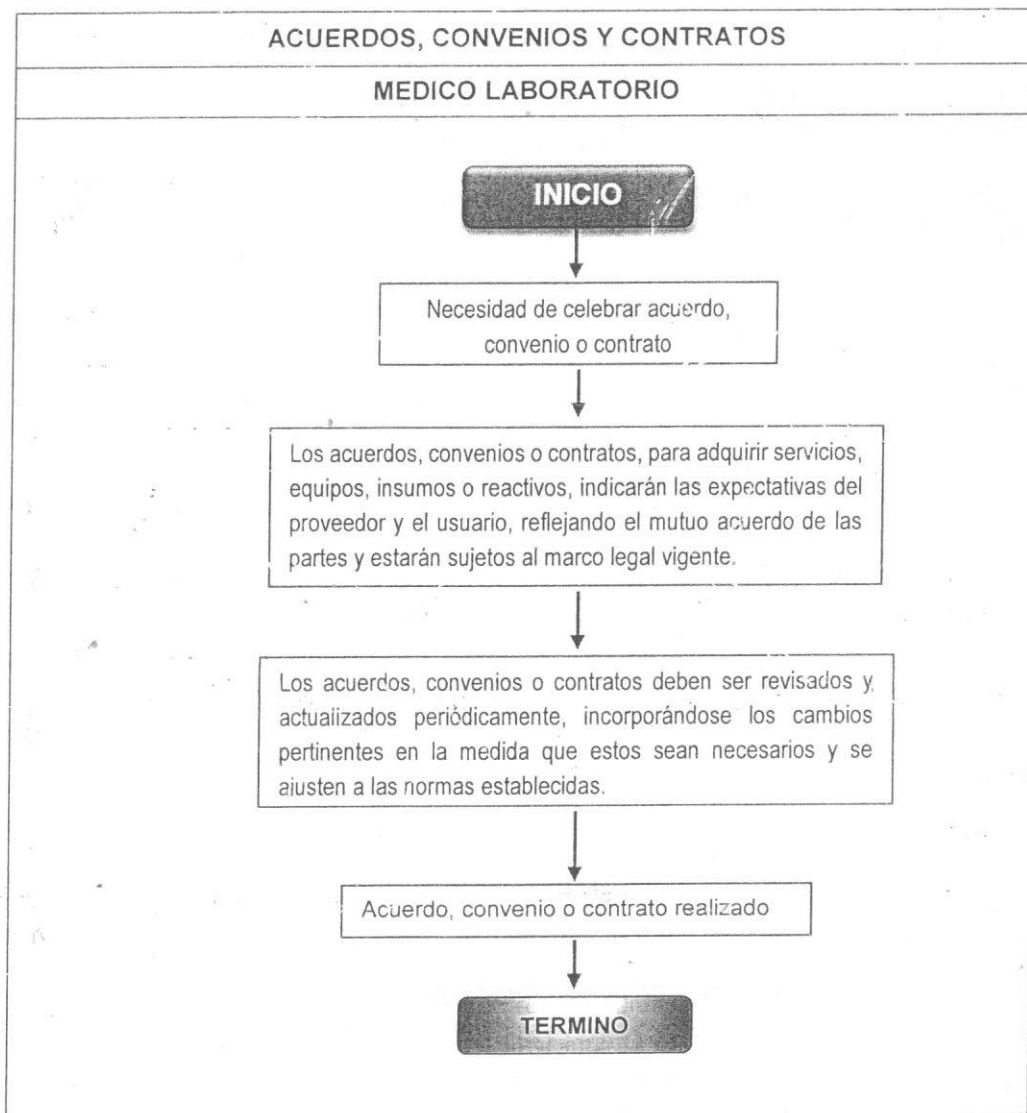 ACUERDOS, CONVENIOS Y CONTRATOS
MEDICO LABORATORIO
INICIO
Necesidad de celebrar acuerdo,
convenio o contrato
Los acuerdos, convenios o contratos, para adquirir servicios,
equipos, insumos o reactivos, indicarán las expectativas del
proveedor y el usuario, reflejando el mutuo acuerdo de las
partes y estarán sujetos al marco legal vigente.
Los acuerdos, convenios o contratos deben ser revisados y
actualizados periódicamente, incorporándose los cambios
pertinentes en la medida que estos sean necesarios y se
ajusten a las normas establecidas.
Acuerdo, convenio o contrato realizado
TERMINO